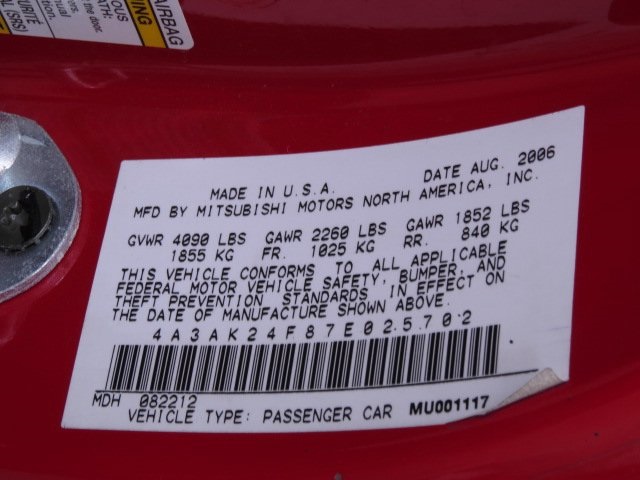 AIRBAG
NING
MADE IN U.S.A. DATE AUG. 2006
MFD BY MITSUBISHI MOTORS NORTH AMERICA, INC.
GVWR 4090 LBS GAWR 2260 LBS GAWR 1852 LBS
1855 KG FR. 1025 KG RR. 840 KG
THIS VEHICLE CONFORMS TO ALL APPLICABLE
FEDERAL MOTOR VEHICLE SAFETY, BUMPER, AND
THEFT PREVENTION STANDARDS IN EFFECT ON
THE DATE OF MANUFACTURE SHOWN ABOVE.
4A3AK24F87E025702
MDH 082212
VEHICLE TYPE: PASSENGER CAR MU001117